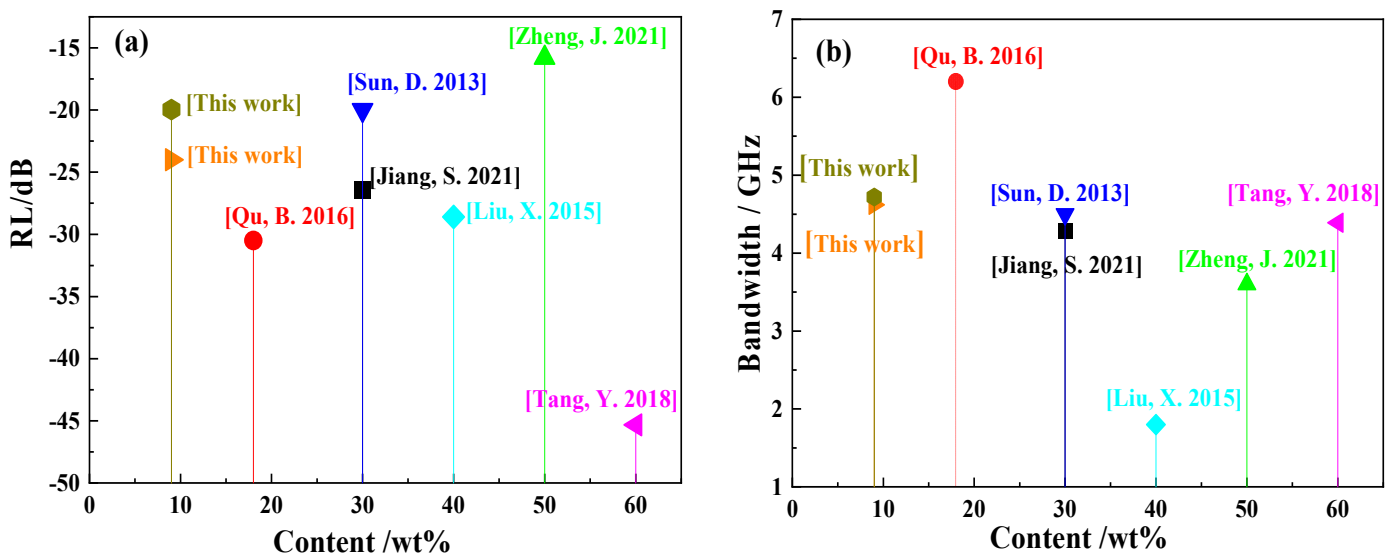 (a)
[Zheng, J. 2021]
[Sun, D. 2013]
[This work]
[This work]
[Jiang, S. 2021]
[Qu, B. 2016]
[Liu, X. 2015]
[Tang, Y. 2018]
RL/dB
-15
-20
-25
-30
-35
-40
-45
-50
0 10 20 30 40 50 60
Content /wt%
(b)
[Qu, B. 2016]
[This work]
[Sun, D. 2013]
[Tang, Y. 2018]
[This work]
[Jiang, S. 2021]
[Zheng, J. 2021]
[Liu, X. 2015]
Bandwidth / GHz
7
6
5
4
3
2
1
0 10 20 30 40 50 60
Content /wt%